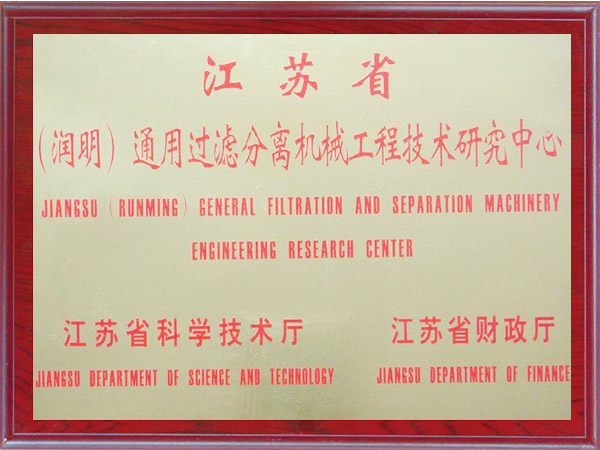 江苏省
（润明）通用过滤分离机械工程技术研究中心
JIANGSU (RUNMING) GENERAL FILTRATION AND SEPARATION MACHINERY
ENGINEERING RESEARCH CENTER
江苏省科学技术厅 江苏省财政厅
JIANGSU DEPARTMENT OF SCIENCE AND TECHNOLOGY JIANGSU DEPARTMENT OF FINANCE